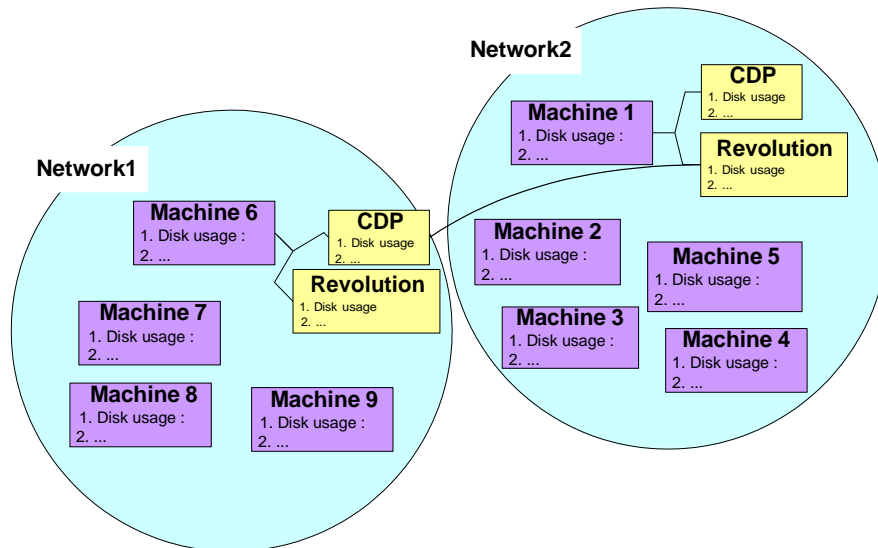 Network2
CDP
1. Disk usage
2. ...
Machine 1
1. Disk usage :
2. ...
Revolution
1. Disk usage
2. ...
Network1
Machine 6
1. Disk usage :
2. ...
CDP
1. Disk usage
2. ...
Revolution
1. Disk usage
2. ...
Machine 2
1. Disk usage :
2. ...
Machine 5
1. Disk usage :
2. ...
Machine 7
1. Disk usage :
2. ...
Machine 3
1. Disk usage :
2. ...
Machine 4
1. Disk usage :
2. ...
Machine 8
1. Disk usage :
2. ...
Machine 9
1. Disk usage :
2. ...